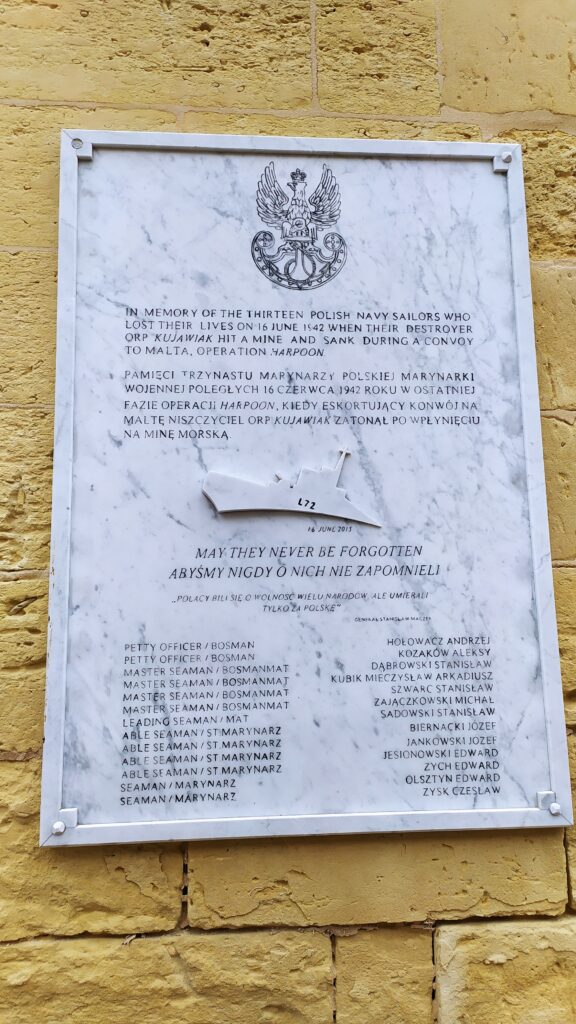 IN MEMORY OF THE THIRTEEN POLISH NAVY SAILORS WHO
LOST THEIR LIVES ON 16 JUNE 1942 WHEN THEIR DESTROYER
ORP KUJAWIAK HIT A MINE AND SANK DURING A CONVOY
TO MALTA, OPERATION HARPOON.
PAMIĘCI TRZYNASTU MARYNARZY POLSKIEJ MARYNARKI
WOJENNEJ POLEGŁYCH 16 CZERWCA 1942 ROKU W OSTATNIEJ
FAZIE OPERACJI HARPOON, KIEDY ESKORTUJĄCY KONWÓJ NA
MALTĘ NISZCZYCIEL ORP KUJAWIAK ZATONĄŁ PO WPŁYNIĘCIU
NA MINĘ MORSKĄ.
L72
16 JUNE 2015
MAY THEY NEVER BE FORGOTTEN
ABYŚMY NIGDY O NICH NIE ZAPOMNIELI
„POLACY BILI SIĘ O WOLNOŚĆ WIELU NARODÓW, ALE UMIERALI
TYLKO ZA POLSKĘ"
GENERAŁ STANISŁAW MACZEK
PETTY OFFICER / BOSMAN HOŁOWACZ ANDRZEJ
PETTY OFFICER / BOSMAN KOZAKÓW ALEKSY
MASTER SEAMAN / BOSMANMAT DĄBROWSKI STANISŁAW
MASTER SEAMAN / BOSMANMAT KUBIK MIECZYSŁAW ARKADIUSZ
MASTER SEAMAN / BOSMANMAT SZWARC STANISŁAW
MASTER SEAMAN / BOSMANMAT ZAJĄCZKOWSKI MICHAŁ
LEADING SEAMAN / MAT SADOWSKI STANISŁAW
ABLE SEAMAN / ST MARYNARZ BIERNACKI JÓZEF
ABLE SEAMAN / ST MARYNARZ JANKOWSKI JÓZEF
ABLE SEAMAN / ST MARYNARZ JESIONOWSKI EDWARD
ABLE SEAMAN / ST MARYNARZ ZYCH EDWARD
SEAMAN / MARYNARZ OLSZTYN EDWARD
SEAMAN / MARYNARZ ZYSK CZESŁAW